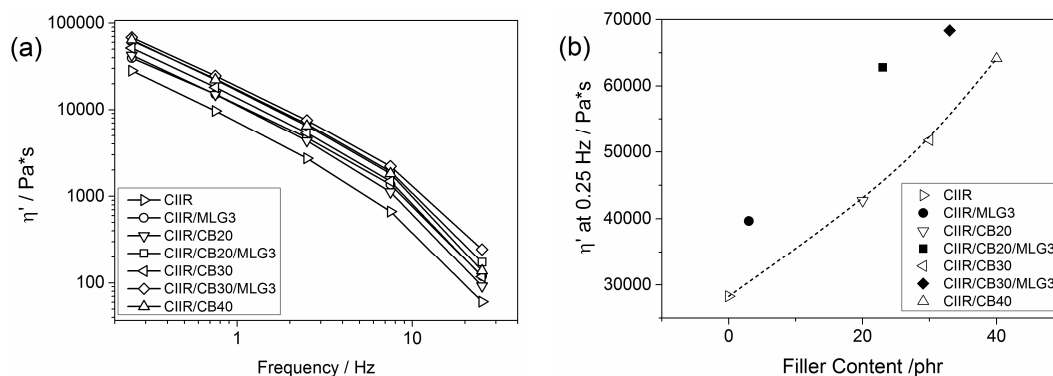 (a)
100000
10000
1000
100
η' / Pa*s
CIIR
CIIR/MLG3
CIIR/CB20
CIIR/CB20/MLG3
CIIR/CB30
CIIR/CB30/MLG3
CIIR/CB40
1
10
Frequency / Hz
(b)
70000
60000
50000
40000
30000
η' at 0.25 Hz / Pa*s
CIIR
CIIR/MLG3
CIIR/CB20
CIIR/CB20/MLG3
CIIR/CB30
CIIR/CB30/MLG3
CIIR/CB40
0
20
40
Filler Content /phr